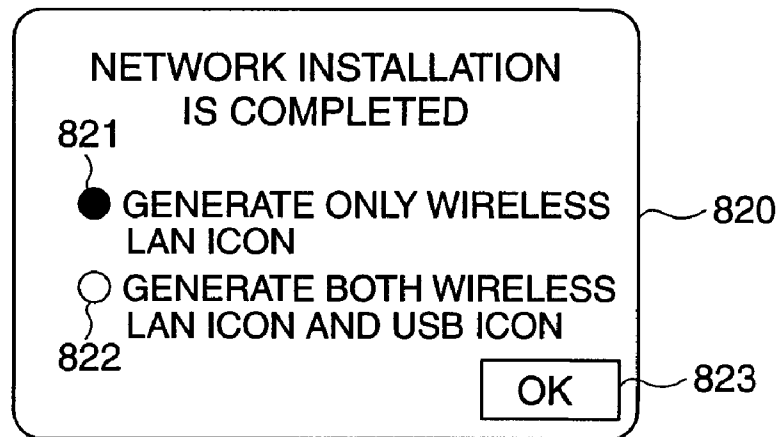 NETWORK INSTALLATION
IS COMPLETED
821
GENERATE ONLY WIRELESS
LAN ICON
820
GENERATE BOTH WIRELESS
LAN ICON AND USB ICON
822
OK
823